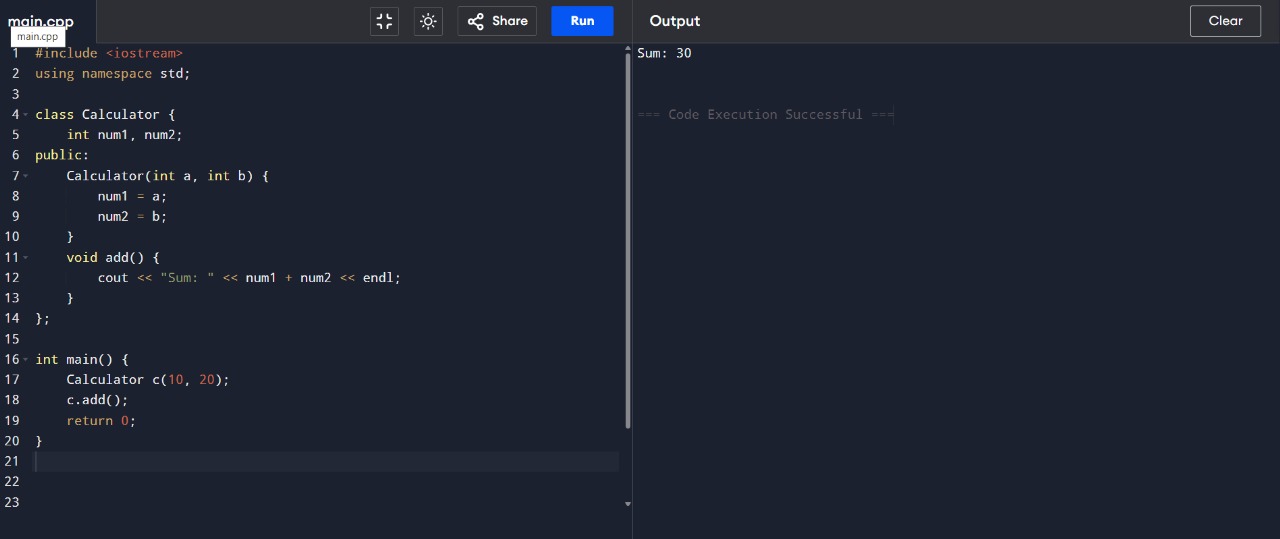 main.cpp
main.cpp
Share
Run
Output
Clear
1 #include <iostream>
2 using namespace std;
3
4 class Calculator {
5     int num1, num2;
6 public:
7     Calculator(int a, int b) {
8         num1 = a;
9         num2 = b;
10     }
11     void add() {
12         cout << "Sum: " << num1 + num2 << endl;
13     }
14 };
15
16 int main() {
17     Calculator c(10, 20);
18     c.add();
19     return 0;
20 }
21
22
23
Sum: 30
=== Code Execution Successful ===